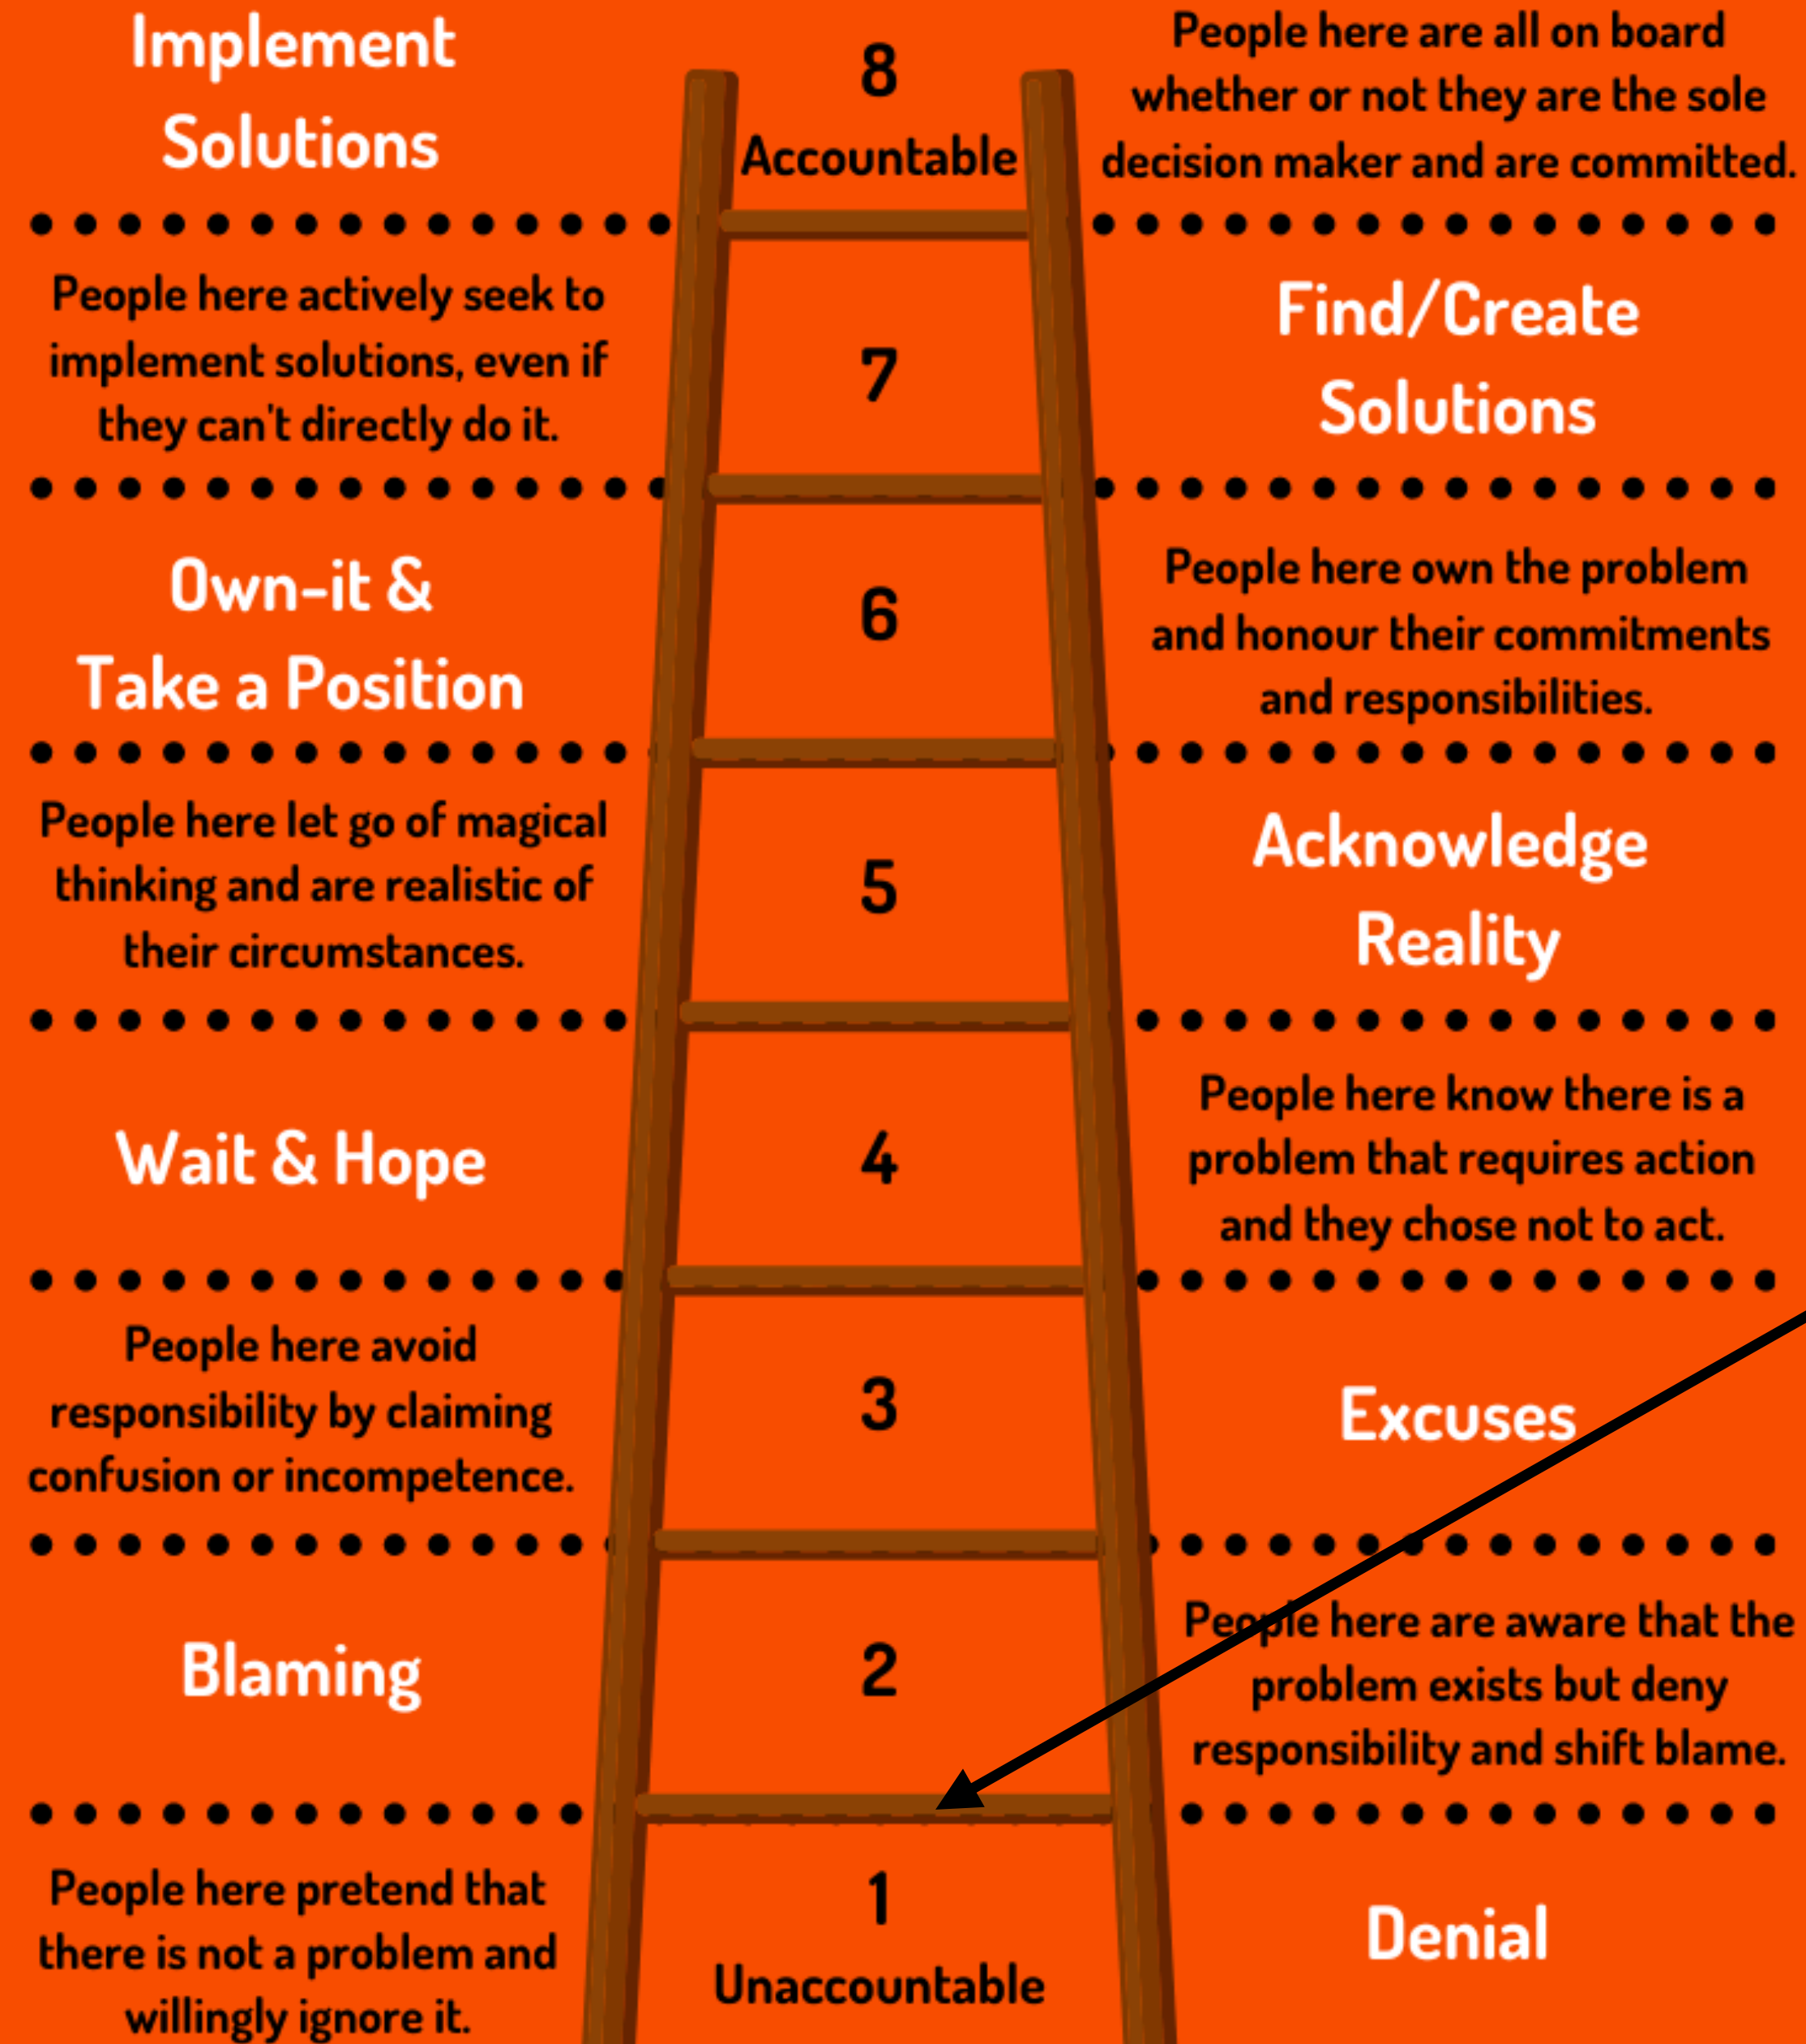 Implement
Solutions
8
Accountable
People here are all on board
whether or not they are the sole
decision maker and are committed.
People here actively seek to
implement solutions, even if
they can't directly do it.
7
Find/Create
Solutions
Own-it &
Take a Position
6
People here own the problem
and honour their commitments
and responsibilities.
People here let go of magical
thinking and are realistic of
their circumstances.
5
Acknowledge
Reality
Wait & Hope
4
People here know there is a
problem that requires action
and they chose not to act.
People here avoid
responsibility by claiming
confusion or incompetence.
3
Excuses
Blaming
2
People here are aware that the
problem exists but deny
responsibility and shift blame.
People here pretend that
there is not a problem and
willingly ignore it.
1
Unaccountable
Denial